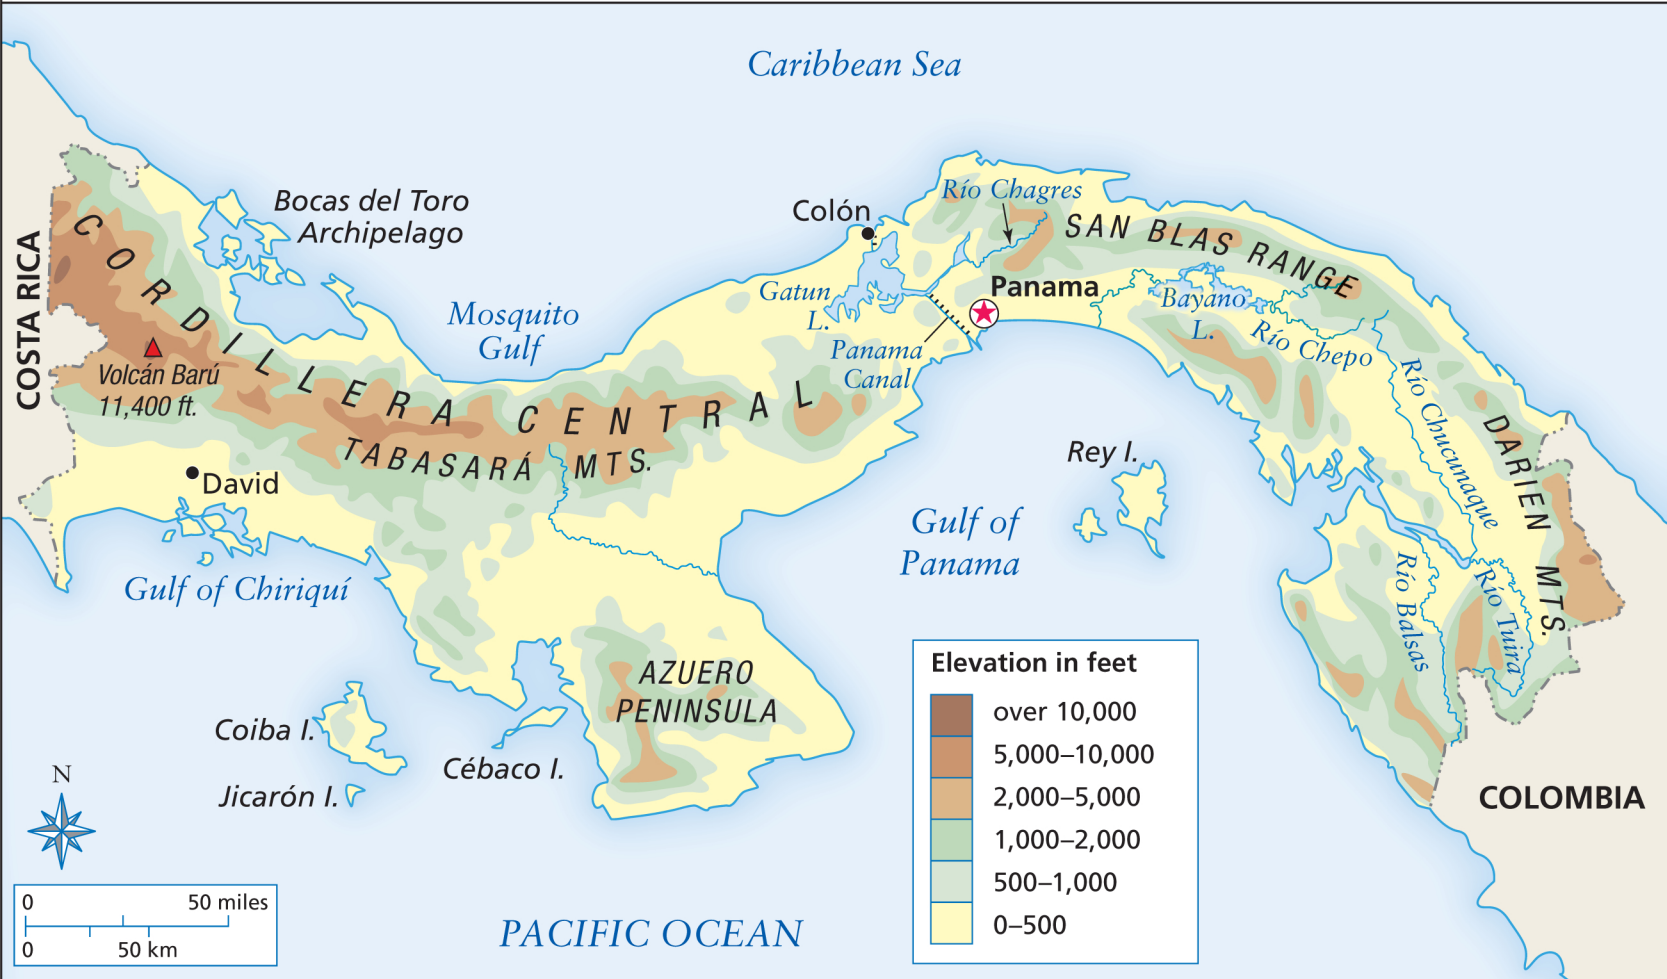 Caribbean Sea
Bocas del Toro
Archipelago
Colón
Río Chagres
SAN BLAS RANGE
COSTA RICA
CORDILLERA CENTRAL
Mosquito
Gulf
Gatun
L.
Panama
Bayano
L.
Río Chepo
Panama
Canal
Volcán Barú
11,400 ft.
TABASARÁ MTS.
David
Rey I.
Río Chucunaque
DARIEN MTS.
Gulf of
Panama
Gulf of Chiriquí
Río Balsas
Río Tuira
AZUERO
PENINSULA
Coiba I.
Cébaco I.
Jicarón I.
COLOMBIA
PACIFIC OCEAN
N
0 50 miles
0 50 km
Elevation in feet
over 10,000
5,000–10,000
2,000–5,000
1,000–2,000
500–1,000
0–500